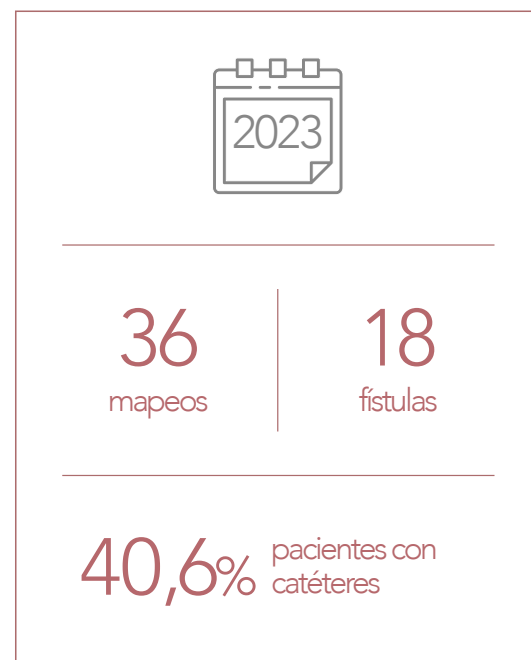 2023
36
mapeos
18
fístulas
40,6%
pacientes con
catéteres